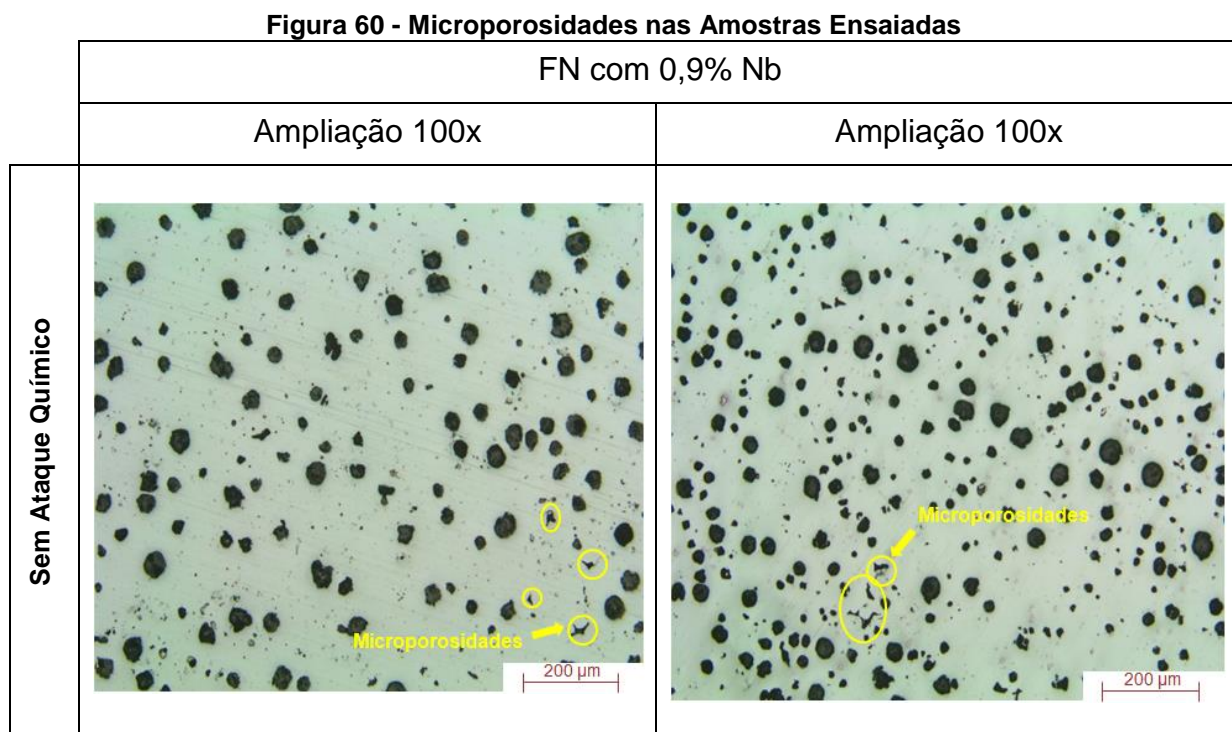 Figura 60 - Microporosidades nas Amostras Ensaiadas
FN com 0,9% Nb
Ampliação 100x
Ampliação 100x
Sem Ataque Químico
Microporosidades
200 µm
Microporosidades
200 µm